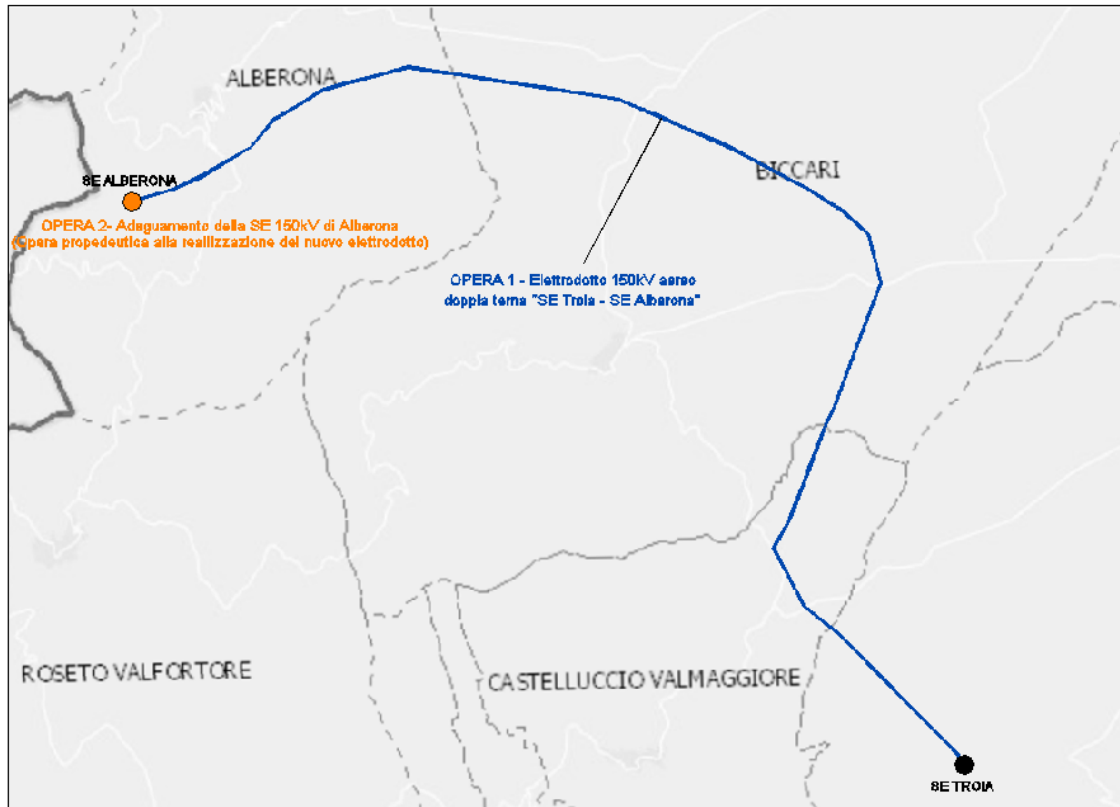 ALBERONA
BICCARI
SE ALBERONA
OPERA 2- Adeguamento della SE 150kV di Alberona
(Opera propedeutica alla realizzazione del nuovo elettrodotto)
OPERA 1 - Elettrodotto 150kV aereo
doppia terna "SE Troia - SE Alberona"
ROSETO VALFORTORE
CASTELLUCCIO VALMAGGIORE
SE TROIA